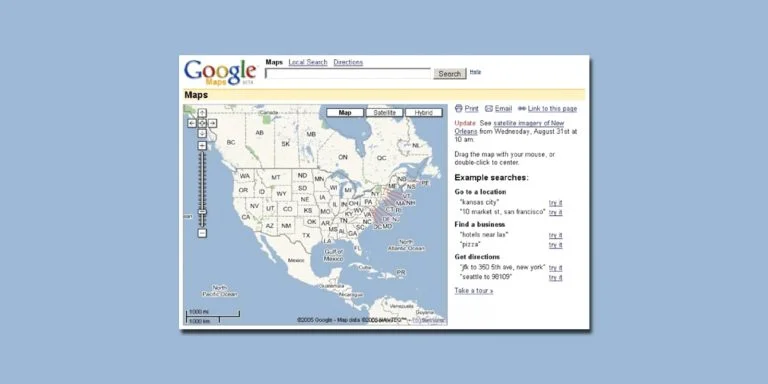 Google
Maps BETA
Maps Local Search Directions
Search Help
Maps
Print Email Link to this page
Update See satellite imagery of New
Orleans from Wednesday, August 31st at
10 am.
Drag the map with your mouse, or
double-click to center.
Example searches:
Go to a location
"kansas city" try it
"10 market st, san francisco" try it
Find a business
"hotels near lax" try it
"pizza" try it
Get directions
"jfk to 350 5th ave, new york" try it
"seattle to 98109" try it
Take a tour »
Map Satellite Hybrid
Canada
AB
MB
NL
BC
SK
ON
QC
PE
NB
NS
ME
WA
MT
ND
MN
VT
OR
ID
SD
WI
MI
NY
MA
NH
WY
IA
NE
CT
RI
NV
UT
CO
KS
MO
IL
IN
OH
PA
DE
NJ
CA
AZ
NM
OK
AR
TN
KY
VA
NC
DC
MD
TX
LA
MS
AL
GA
SC
FL
North
Atlantic Ocean
Gulf of
Mexico
Mexico
Cuba
PR
Guatemala
Nicaragua
North
Pacific Ocean
Venezuela
Guyana
1000 mi
1000 km
©2005 Google - Map data ©2005